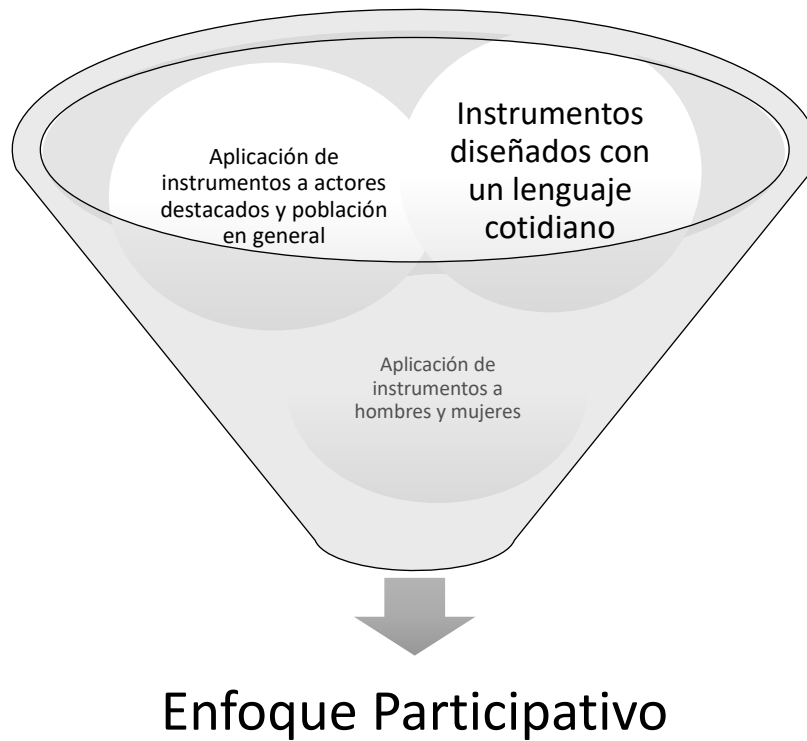 Aplicación de
instrumentos a actores
destacados y población
en general
Instrumentos
diseñados con
un lenguaje
cotidiano
Aplicación de
instrumentos a
hombres y mujeres
Enfoque Participativo